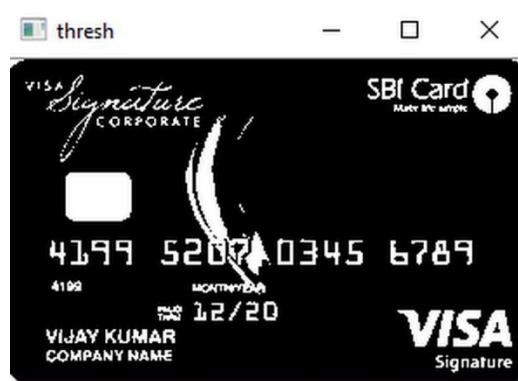 thresh
VISA Signature SBI Card
CORPORATE Make life simple
4199 5207 0345 6789
4199 MONTH/YEAR
12/20
VIJAY KUMAR VISA
COMPANY NAME Signature